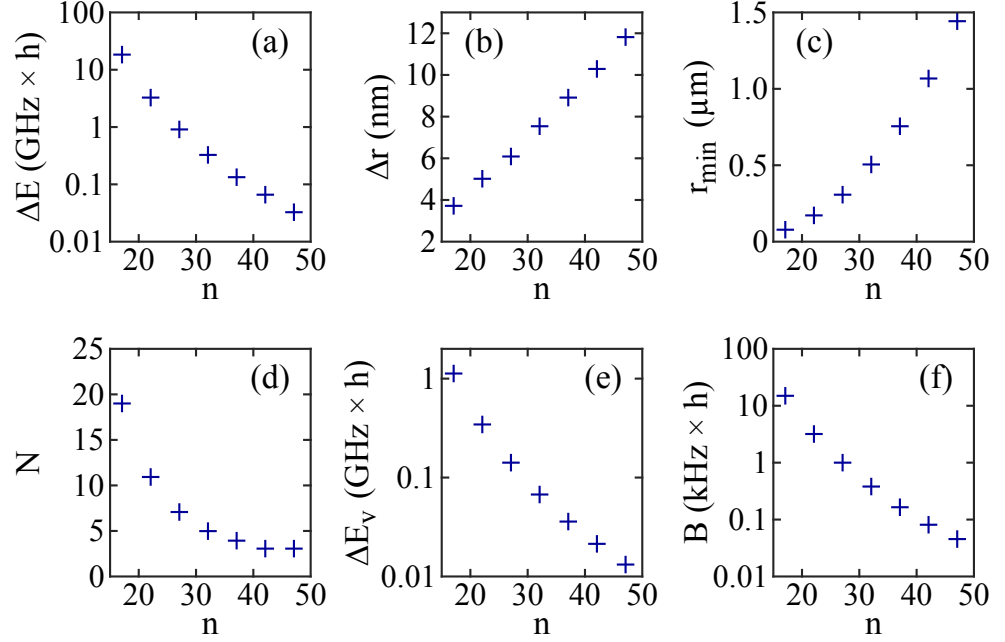 (a)
ΔE (GHz × h)
100
10
1
0.1
0.01
20 30 40 50
n
(b)
Δr (nm)
12
10
8
6
4
2
20 30 40 50
n
(c)
r_min (μm)
1.5
1.0
0.5
0
20 30 40 50
n
(d)
N
25
20
15
10
5
0
20 30 40 50
n
(e)
ΔE_v (GHz × h)
1
0.1
0.01
20 30 40 50
n
(f)
B (kHz × h)
100
10
1
0.1
0.01
20 30 40 50
n